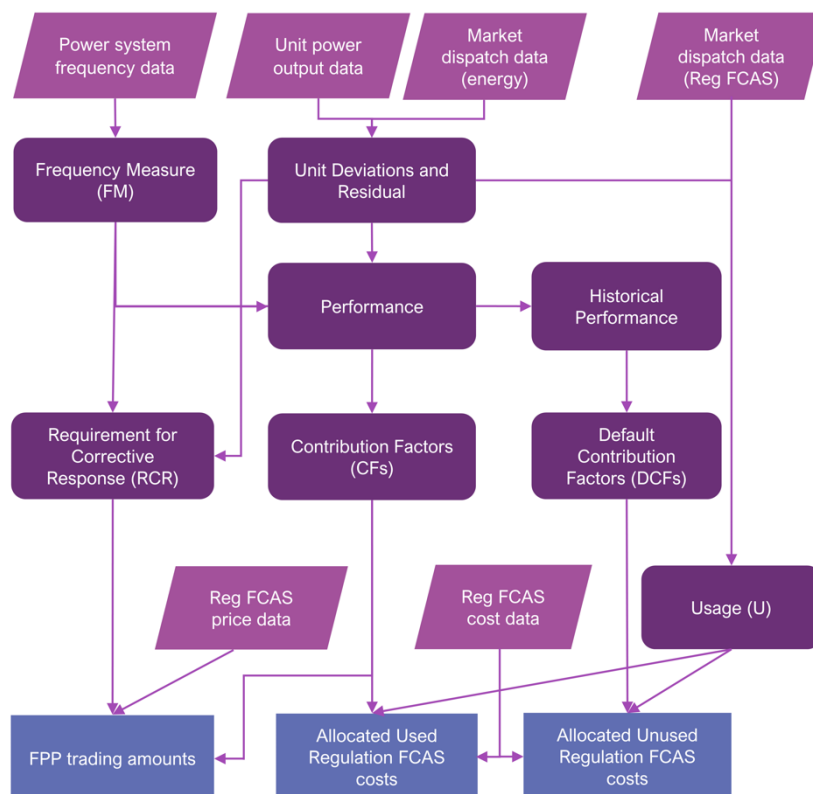 Power system
frequency data
Unit power
output data
Market
dispatch data
(energy)
Market
dispatch data
(Reg FCAS)
Frequency Measure
(FM)
Unit Deviations and
Residual
Performance
Historical
Performance
Requirement for
Corrective
Response (RCR)
Contribution Factors
(CFs)
Default
Contribution
Factors (DCFs)
Reg FCAS
price data
Reg FCAS
cost data
Usage (U)
FPP trading amounts
Allocated Used
Regulation FCAS
costs
Allocated Unused
Regulation FCAS
costs